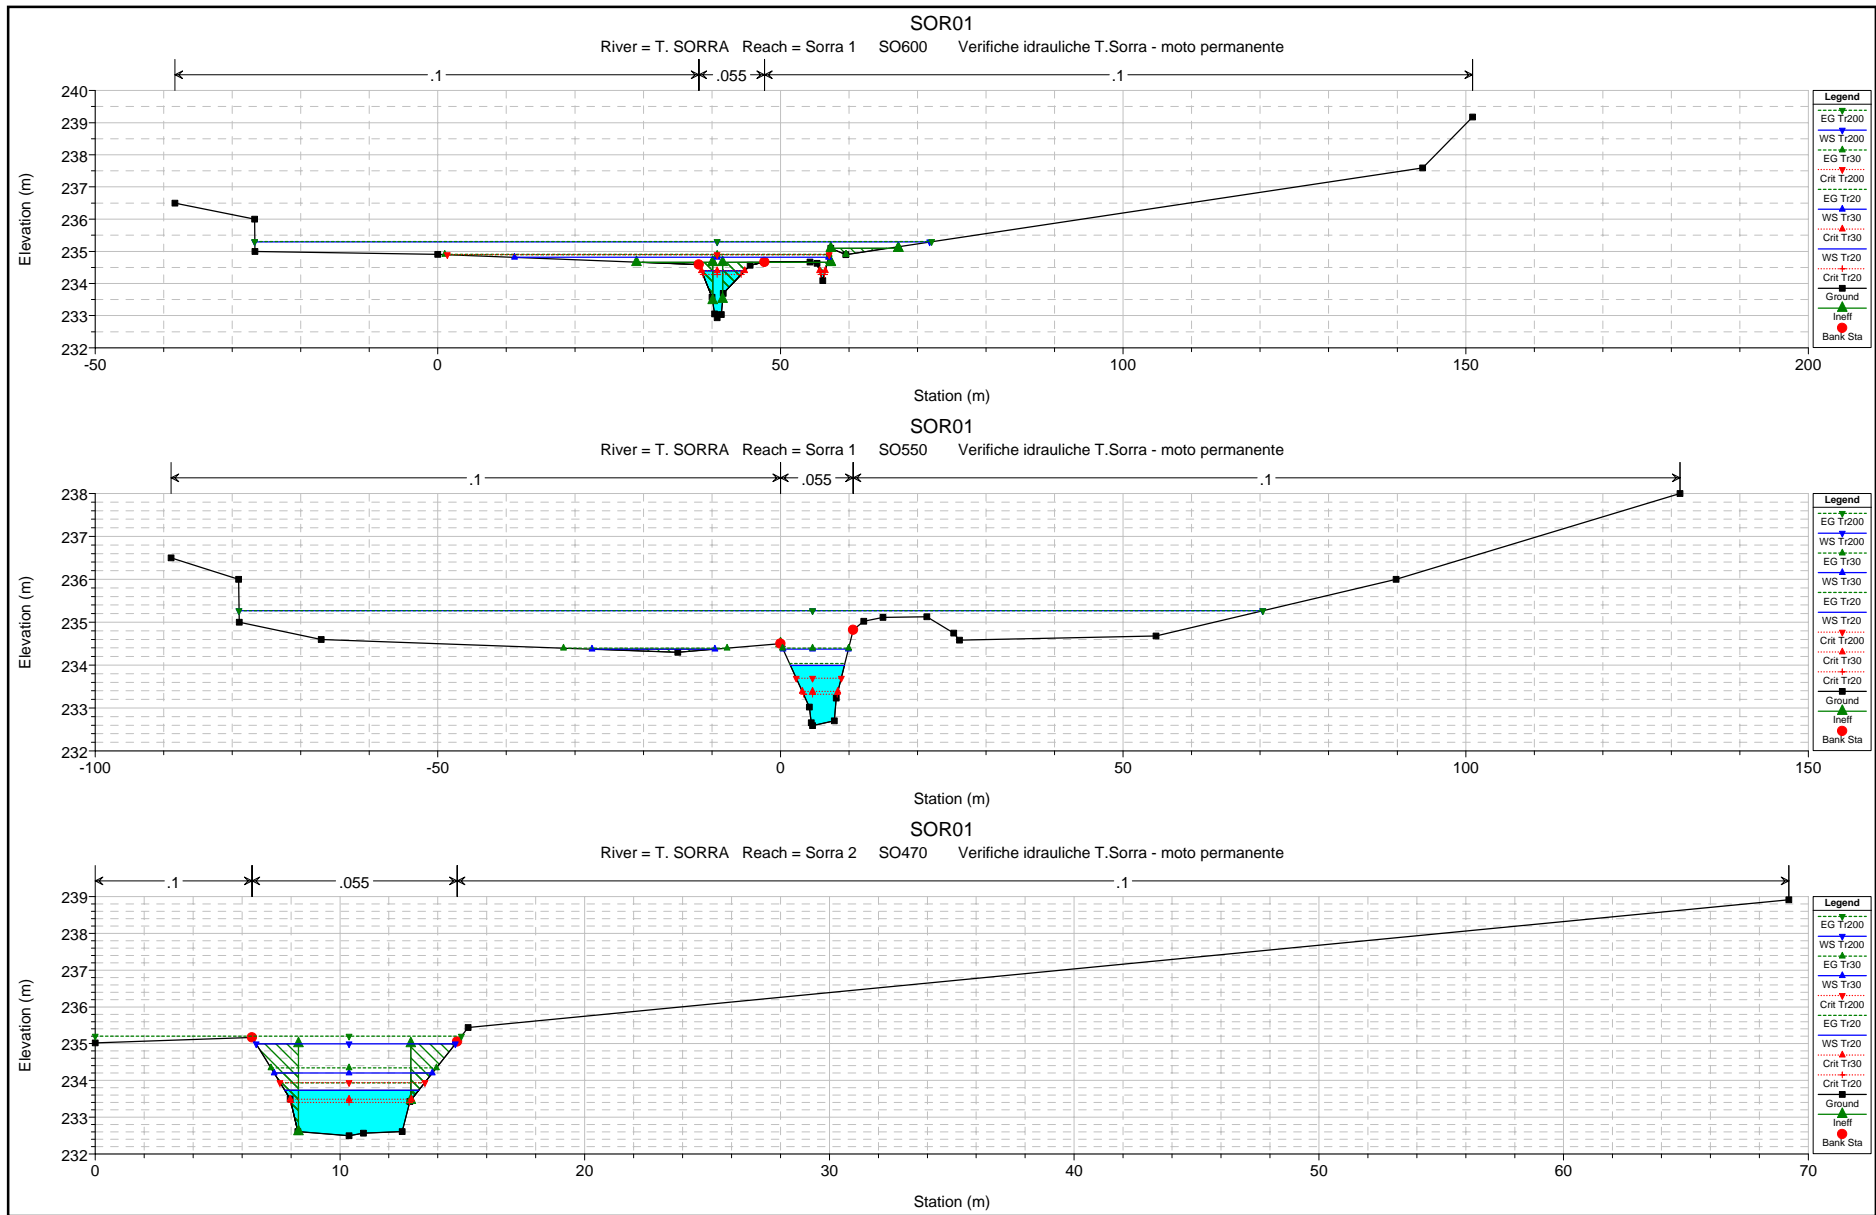 SOR01
River = T. SORRA Reach = Sorra 1 SO600 Verifiche idrauliche T.Sorra - moto permanente
.1
.055
.1
240
239
238
237
236
235
234
233
232
Elevation (m)
-50
0
50
100
150
200
Station (m)
Legend
EG Tr200
WS Tr200
EG Tr30
Crit Tr200
EG Tr20
WS Tr30
Crit Tr30
WS Tr20
Crit Tr20
Ground
Ineff
Bank Sta
SOR01
River = T. SORRA Reach = Sorra 1 SO550 Verifiche idrauliche T.Sorra - moto permanente
.1
.055
.1
238
237
236
235
234
233
232
Elevation (m)
-100
-50
0
50
100
150
Station (m)
Legend
EG Tr200
WS Tr200
EG Tr30
WS Tr30
EG Tr20
WS Tr20
Crit Tr200
Crit Tr30
Crit Tr20
Ground
Ineff
Bank Sta
SOR01
River = T. SORRA Reach = Sorra 2 SO470 Verifiche idrauliche T.Sorra - moto permanente
.1
.055
.1
239
238
237
236
235
234
233
232
Elevation (m)
0
10
20
30
40
50
60
70
Station (m)
Legend
EG Tr200
WS Tr200
EG Tr30
WS Tr30
Crit Tr200
EG Tr20
WS Tr20
Crit Tr30
Crit Tr20
Ground
Ineff
Bank Sta